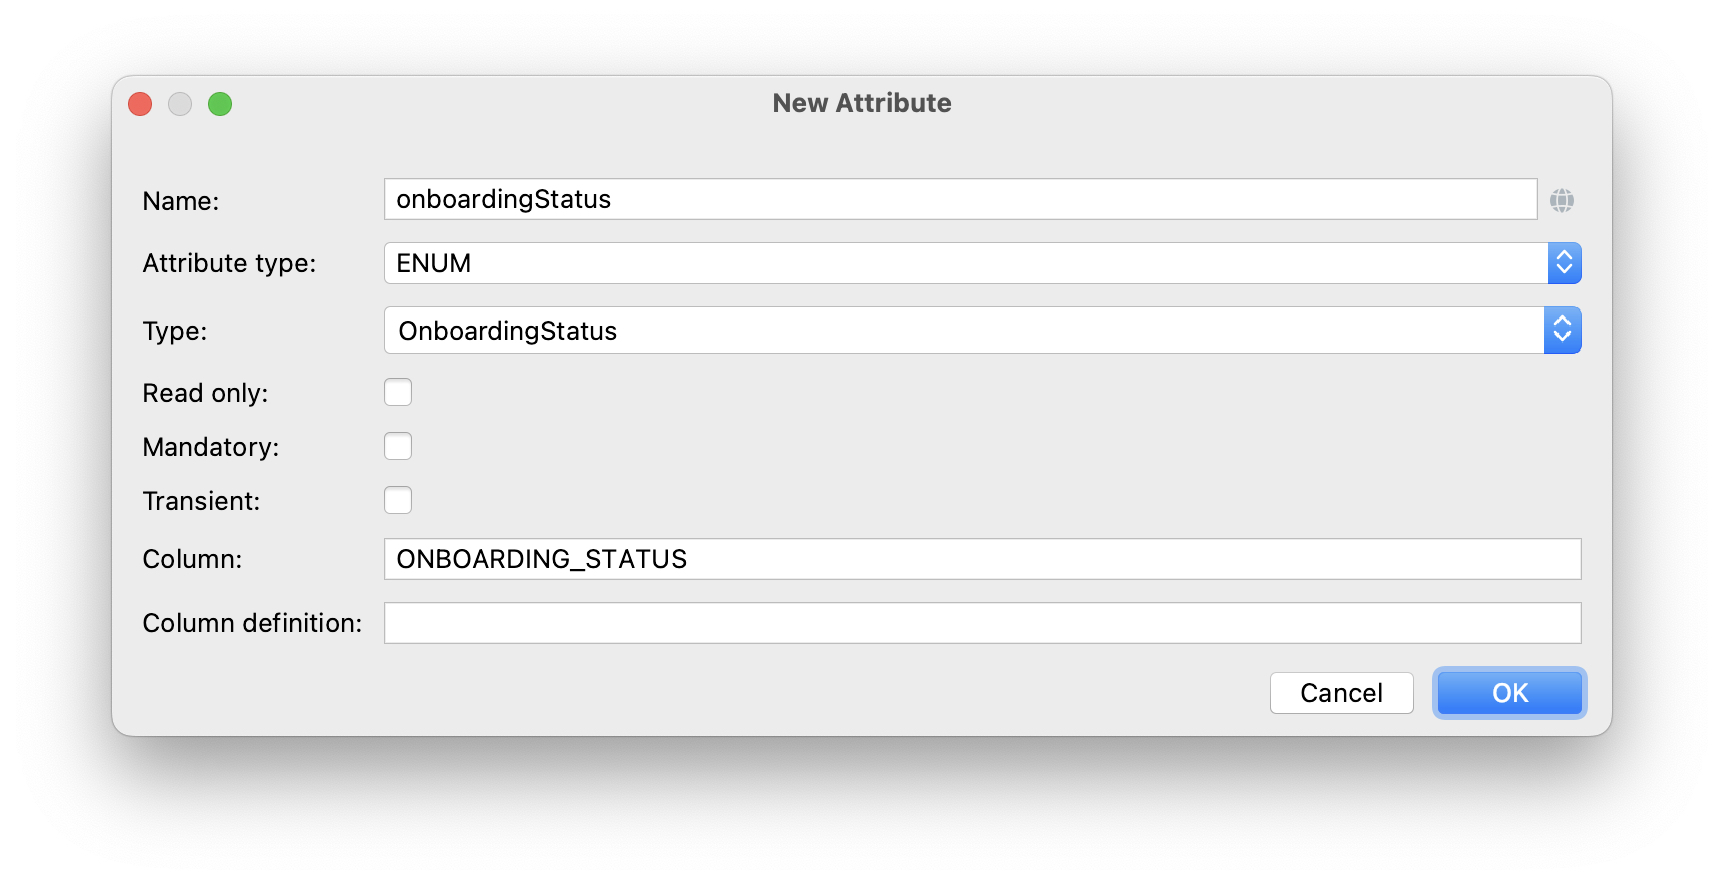 New Attribute
Name: onboardingStatus
Attribute type: ENUM
Type: OnboardingStatus
Read only:
Mandatory:
Transient:
Column: ONBOARDING_STATUS
Column definition:
Cancel OK